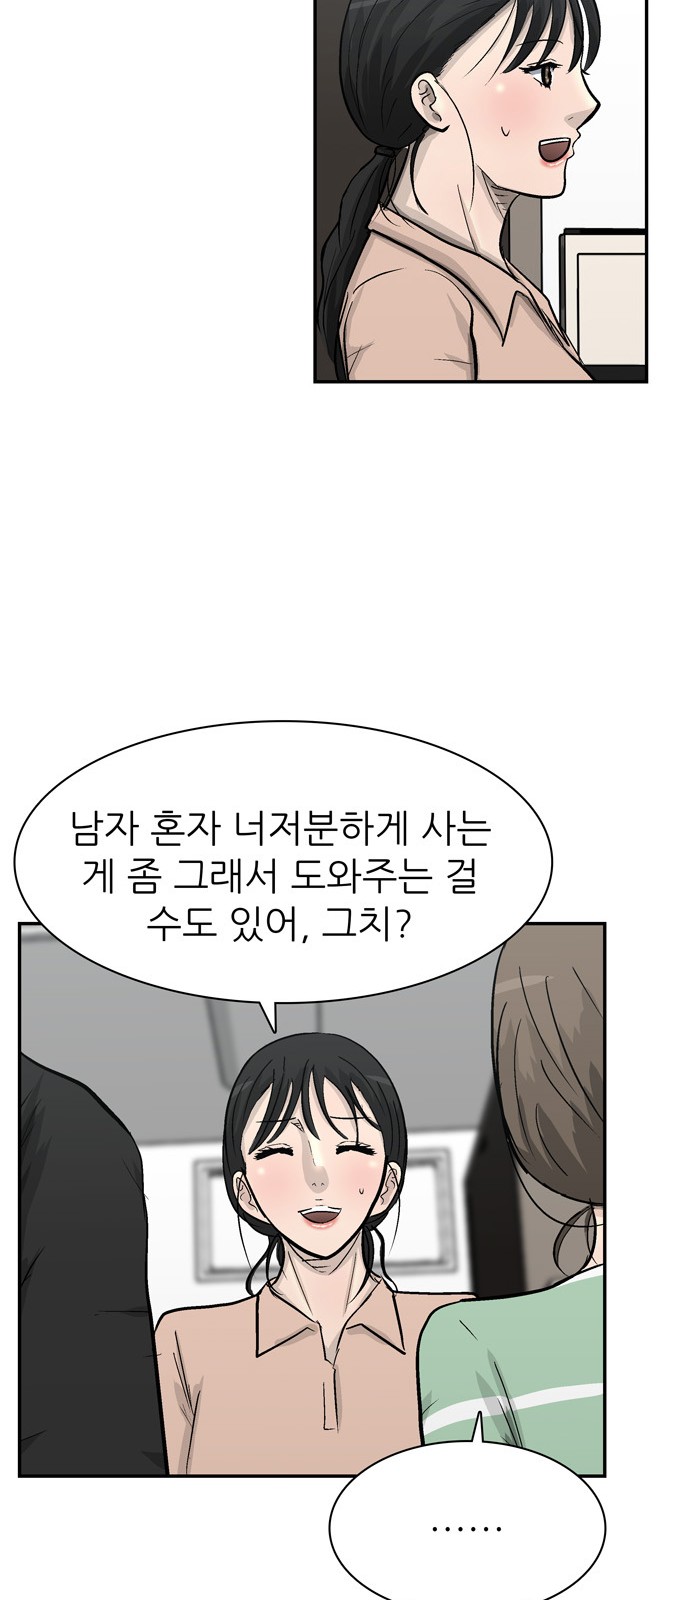 남자 혼자 너저분하게 사는
게 좀 그래서 도와주는 걸
수도 있어, 그치?
······